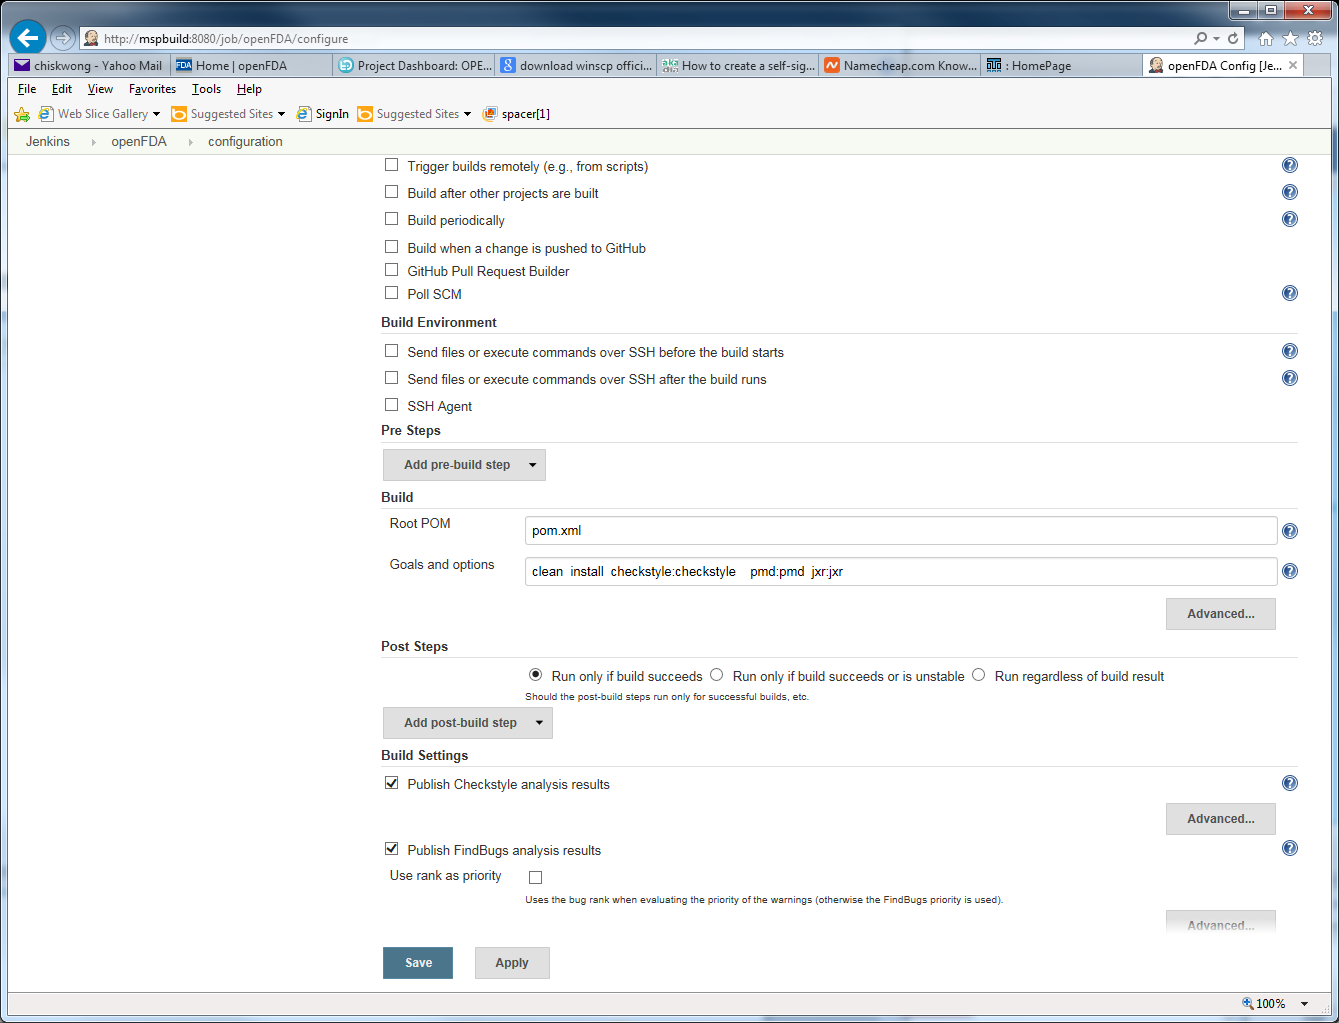 http://mspbuild:8080/job/openFDA/configure
chiskwong - Yahoo Mail
FDA Home | openFDA
Project Dashboard: OPE...
download winscp offici...
aka dia How to create a self-sig...
Namecheap.com Know...
: HomePage
openFDA Config [Je...
File Edit View Favorites Tools Help
Web Slice Gallery Suggested Sites SignIn Suggested Sites spacer[1]
Jenkins openFDA configuration
Trigger builds remotely (e.g., from scripts)
Build after other projects are built
Build periodically
Build when a change is pushed to GitHub
GitHub Pull Request Builder
Poll SCM
Build Environment
Send files or execute commands over SSH before the build starts
Send files or execute commands over SSH after the build runs
SSH Agent
Pre Steps
Add pre-build step
Build
Root POM
pom.xml
Goals and options
clean install checkstyle:checkstyle pmd:pmd jxr:jxr
Advanced...
Post Steps
Run only if build succeeds Run only if build succeeds or is unstable Run regardless of build result
Should the post-build steps run only for successful builds, etc.
Add post-build step
Build Settings
Publish Checkstyle analysis results
Advanced...
Publish FindBugs analysis results
Use rank as priority
Uses the bug rank when evaluating the priority of the warnings (otherwise the FindBugs priority is used).
Advanced...
Save Apply
100%